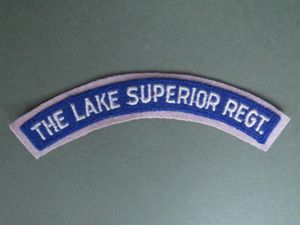 THE LAKE SUPERIOR REGT.